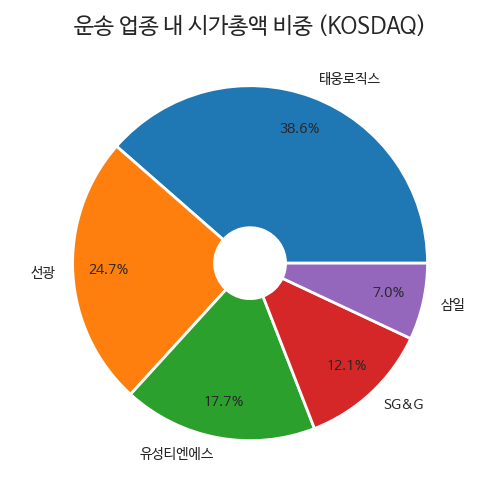 운송 업종 내 시가총액 비중 (KOSDAQ)
태웅로직스
38.6%
선광
24.7%
7.0%
삼일
12.1%
17.7%
SG&G
유성티엔에스